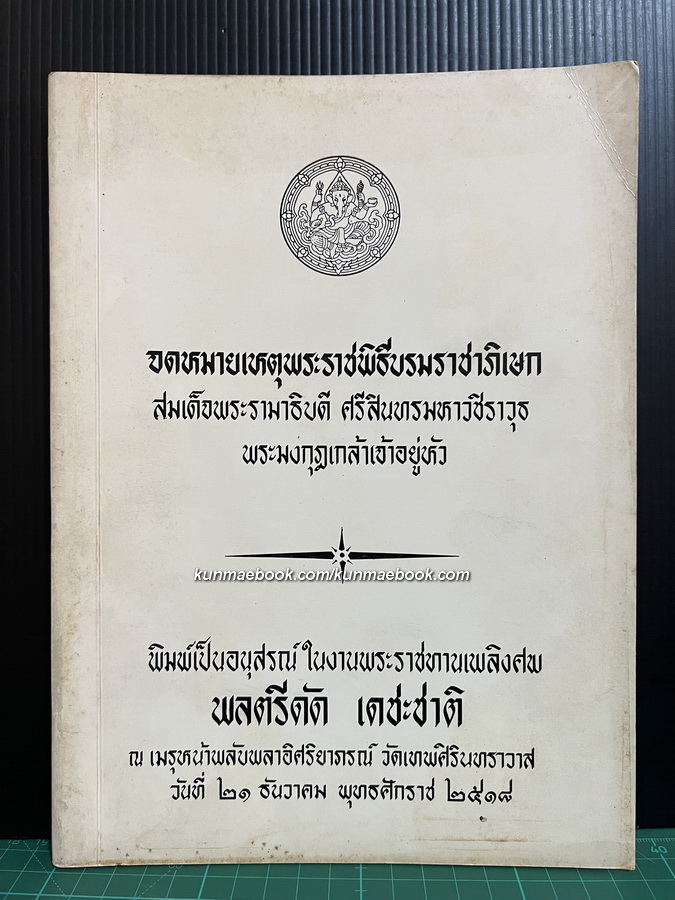 จดหมายเหตุพระราชพิธีบรมราชาภิเษก
สมเด็จพระรามาธิบดี ศรีสินทรมหาวชิราวุธ
พระมงกุฎเกล้าเจ้าอยู่หัว
kunmaebook.com/kunmaebook.com
พิมพ์เป็นอนุสรณ์ ในงานพระราชทานเพลิงศพ
พลตรีดัด เดชะชาติ
ณ เมรุหน้าพลับพลาอิศริยาภรณ์ วัดเทพศิรินทราวาส
วันที่ ๒๑ ธันวาคม พุทธศักราช ๒๕๑๘
40